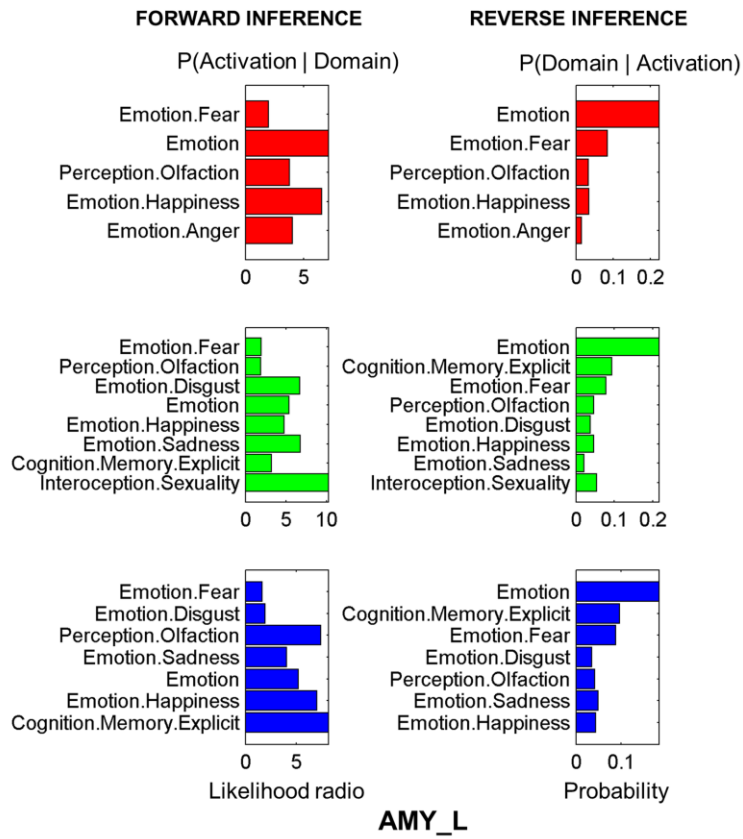 FORWARD INFERENCE
REVERSE INFERENCE
P(Activation | Domain)
P(Domain | Activation)
Emotion.Fear
Emotion
Perception.Olfaction
Emotion.Happiness
Emotion.Anger
0 5
Emotion
Emotion.Fear
Perception.Olfaction
Emotion.Happiness
Emotion.Anger
0 0.1 0.2
Emotion.Fear
Perception.Olfaction
Emotion.Disgust
Emotion
Emotion.Happiness
Emotion.Sadness
Cognition.Memory.Explicit
Interoception.Sexuality
0 5 10
Emotion
Cognition.Memory.Explicit
Emotion.Fear
Perception.Olfaction
Emotion.Disgust
Emotion.Happiness
Emotion.Sadness
Interoception.Sexuality
0 0.1 0.2
Emotion.Fear
Emotion.Disgust
Perception.Olfaction
Emotion.Sadness
Emotion
Emotion.Happiness
Cognition.Memory.Explicit
0 5
Likelihood radio
Emotion
Cognition.Memory.Explicit
Emotion.Fear
Emotion.Disgust
Perception.Olfaction
Emotion.Sadness
Emotion.Happiness
0 0.1
Probability
AMY_L